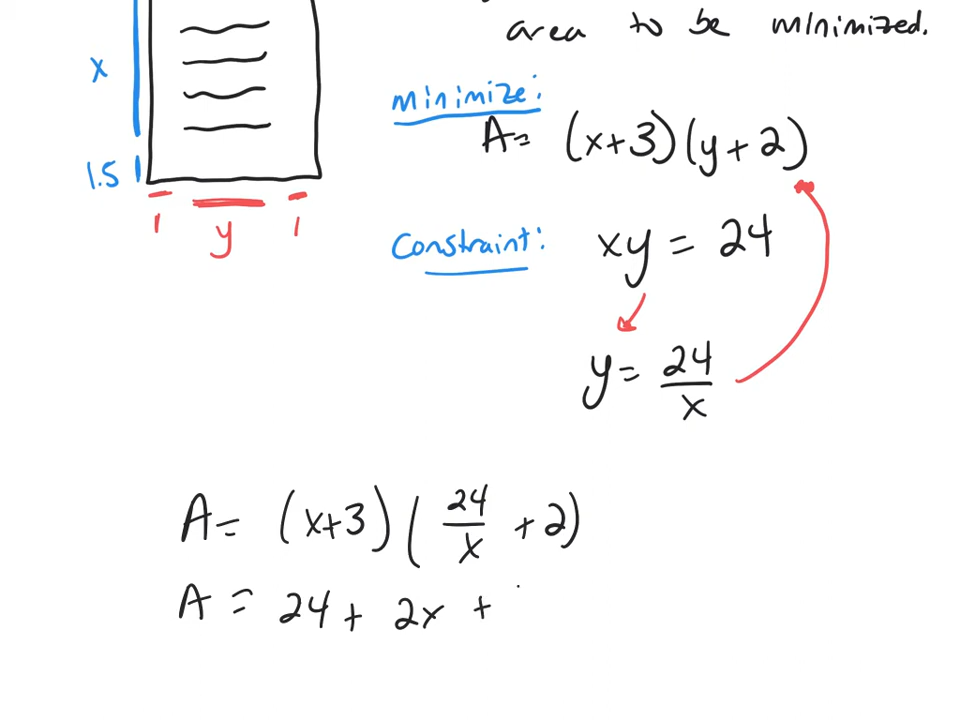 area to be minimized.
x
minimize:
A= (x+3)(y+2)
1.5
1 y 1
Constraint: xy = 24
y= 24/x
A= (x+3)(24/x +2)
A = 24 + 2x +